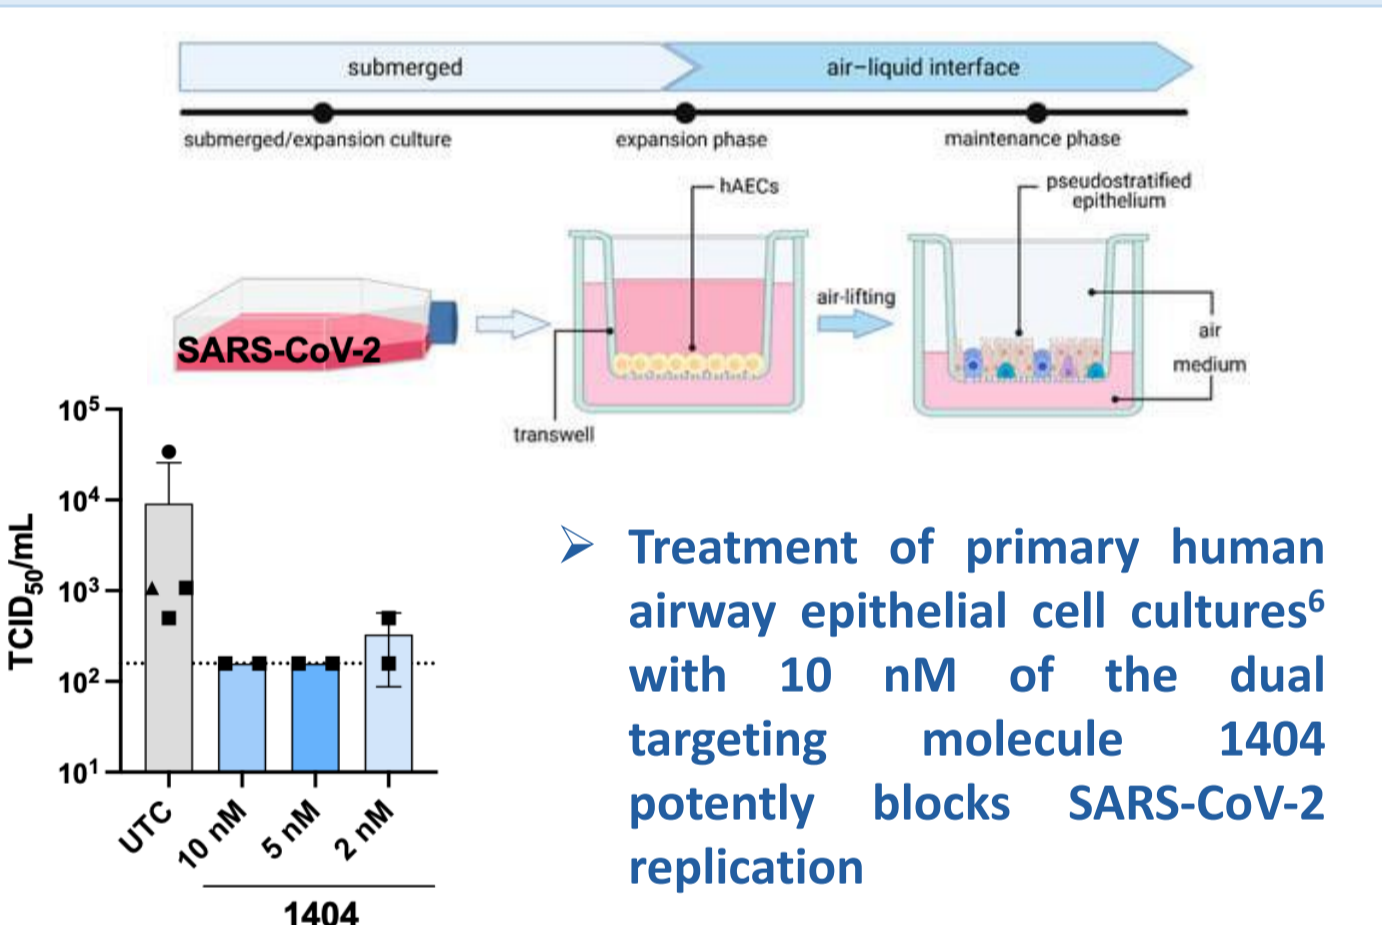 submerged
air–liquid interface
submerged/expansion culture
expansion phase
maintenance phase
hAECs
pseudostratified
epithelium
SARS-CoV-2
air-lifting
air
medium
transwell
TCID₅₀/mL
10⁵
10⁴
10³
10²
10¹
UTC
10 nM
5 nM
2 nM
1404
➢ Treatment of primary human
airway epithelial cell cultures⁶
with 10 nM of the dual
targeting molecule 1404
potently blocks SARS-CoV-2
replication